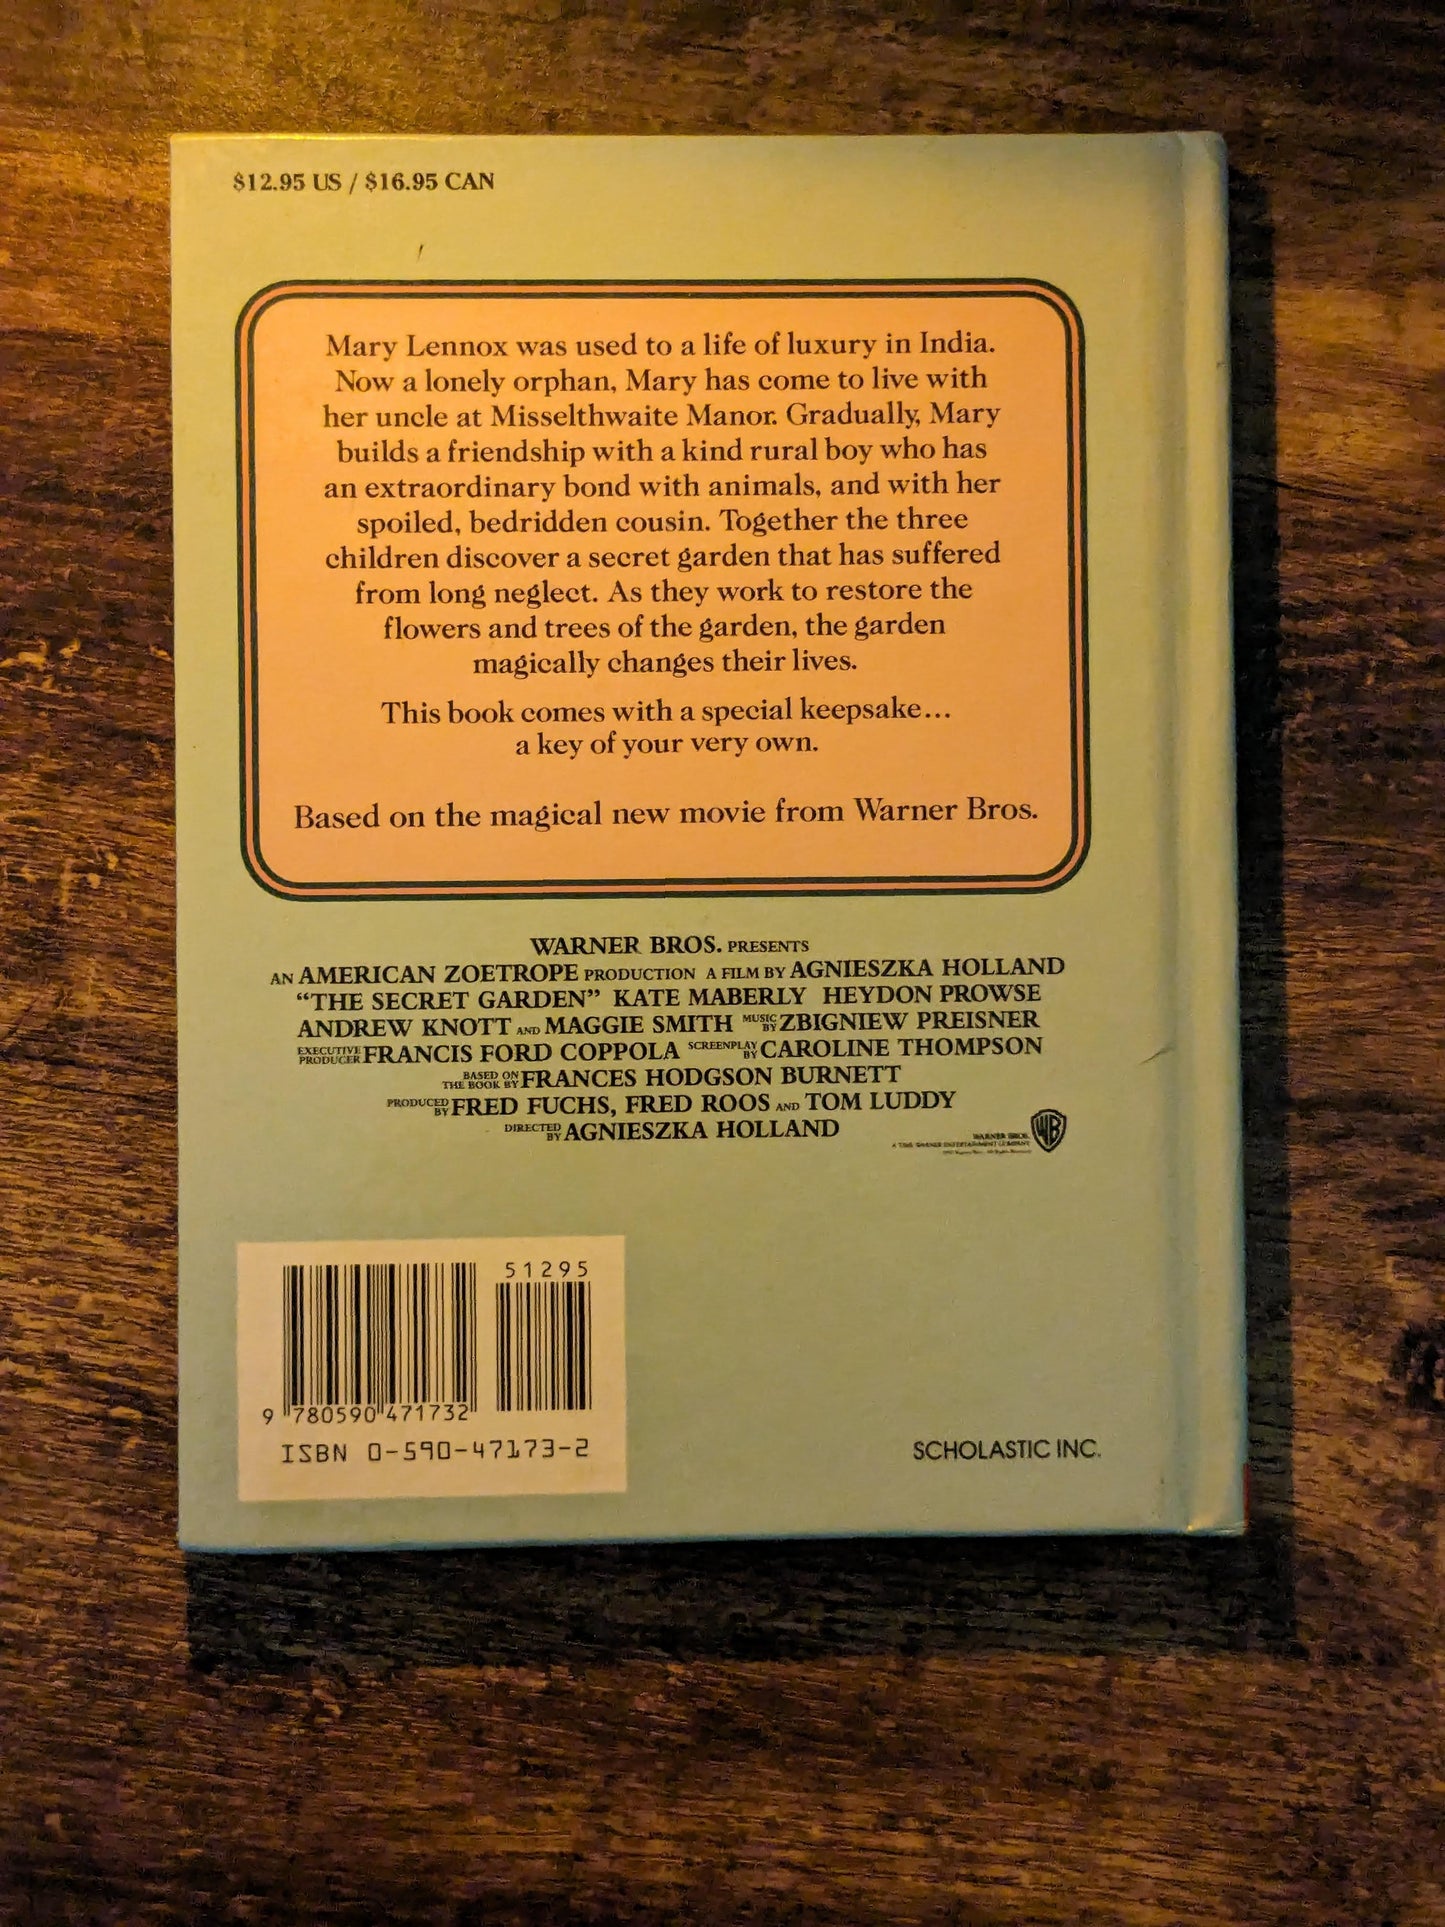 $12.95 US / $16.95 CAN
Mary Lennox was used to a life of luxury in India.
Now a lonely orphan, Mary has come to live with
her uncle at Misselthwaite Manor. Gradually, Mary
builds a friendship with a kind rural boy who has
an extraordinary bond with animals, and with her
spoiled, bedridden cousin. Together the three
children discover a secret garden that has suffered
from long neglect. As they work to restore the
flowers and trees of the garden, the garden
magically changes their lives.
This book comes with a special keepsake...
a key of your very own.
Based on the magical new movie from Warner Bros.
WARNER BROS. PRESENTS
AN AMERICAN ZOETROPE PRODUCTION A FILM BY AGNIESZKA HOLLAND
“THE SECRET GARDEN” KATE MABERLY HEYDON PROWSE
ANDREW KNOTT AND MAGGIE SMITH MUSIC BY ZBIGNIEW PREISNER
EXECUTIVE PRODUCER FRANCIS FORD COPPOLA SCREENPLAY BY CAROLINE THOMPSON
BASED ON THE BOOK BY FRANCES HODGSON BURNETT
PRODUCED BY FRED FUCHS, FRED ROOS AND TOM LUDDY
DIRECTED BY AGNIESZKA HOLLAND
WARNER BROS.
A TIME WARNER ENTERTAINMENT COMPANY
WB
51295
9 780590 471732
ISBN 0-590-47173-2
SCHOLASTIC INC.